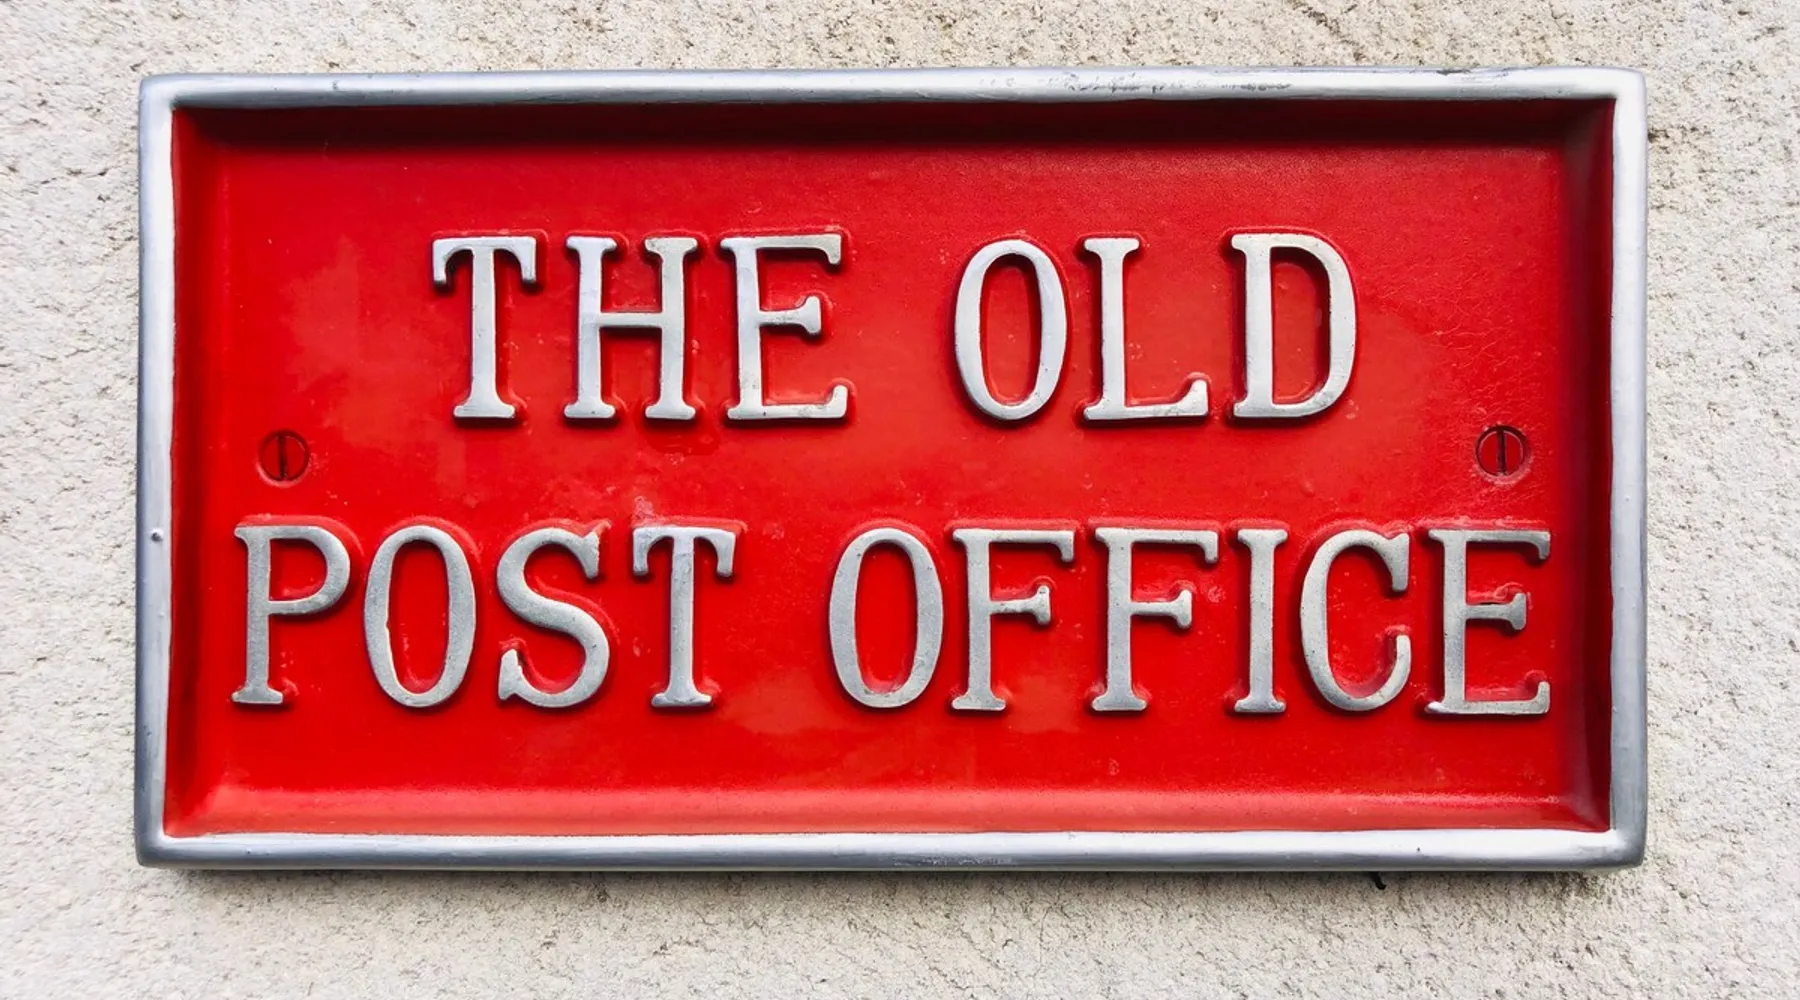 THE OLD
POST OFFICE